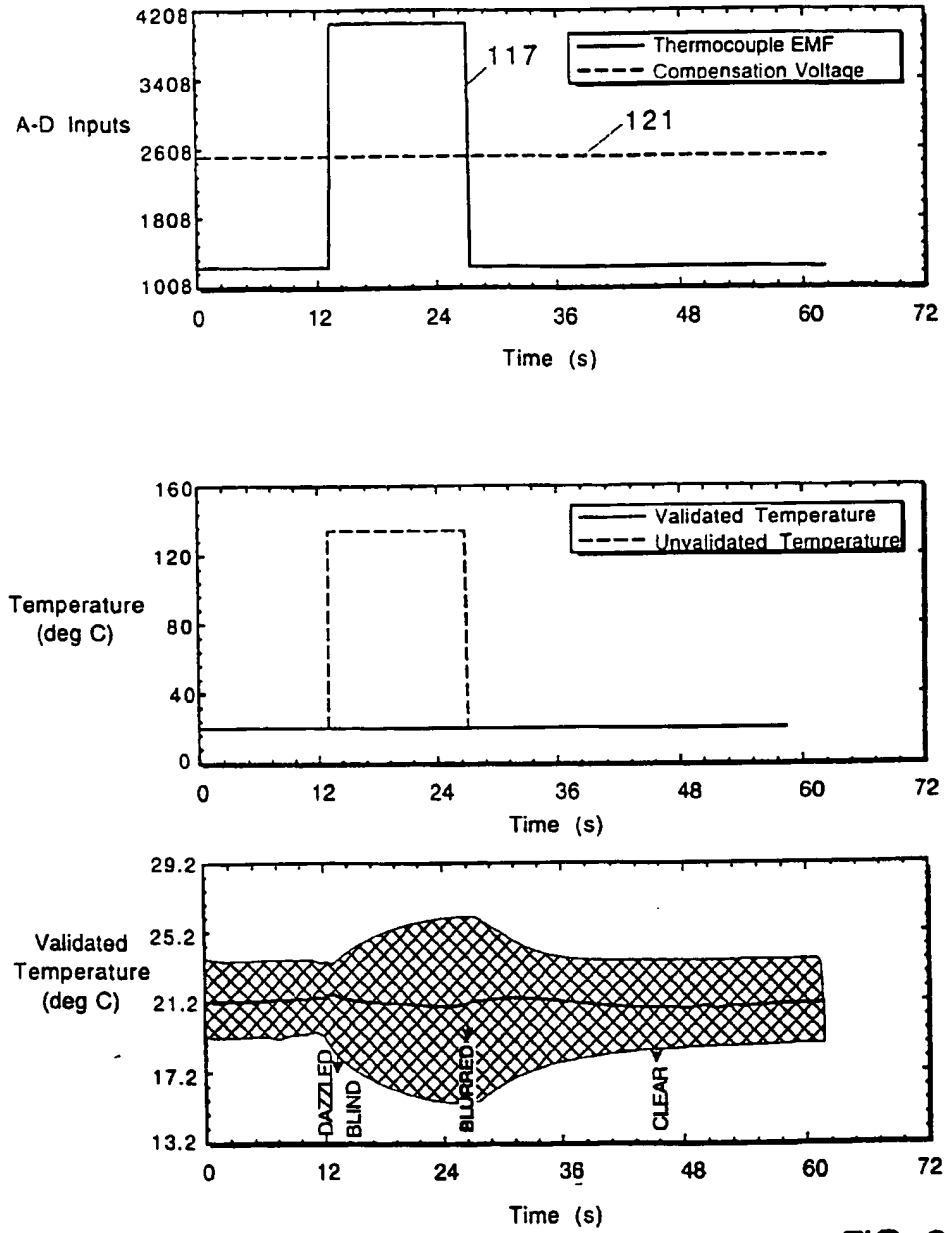 4208
3408
2608
1808
1008
A-D Inputs
Thermocouple EMF
Compensation Voltage
117
121
0 12 24 36 48 60 72
Time (s)
160
120
80
40
0
Temperature
(deg C)
Validated Temperature
Unvalidated Temperature
0 12 24 36 48 60 72
Time (s)
29.2
25.2
21.2
17.2
13.2
Validated
Temperature
(deg C)
DAZZLED
BLIND
BLURRED
CLEAR
0 12 24 36 48 60 72
Time (s)